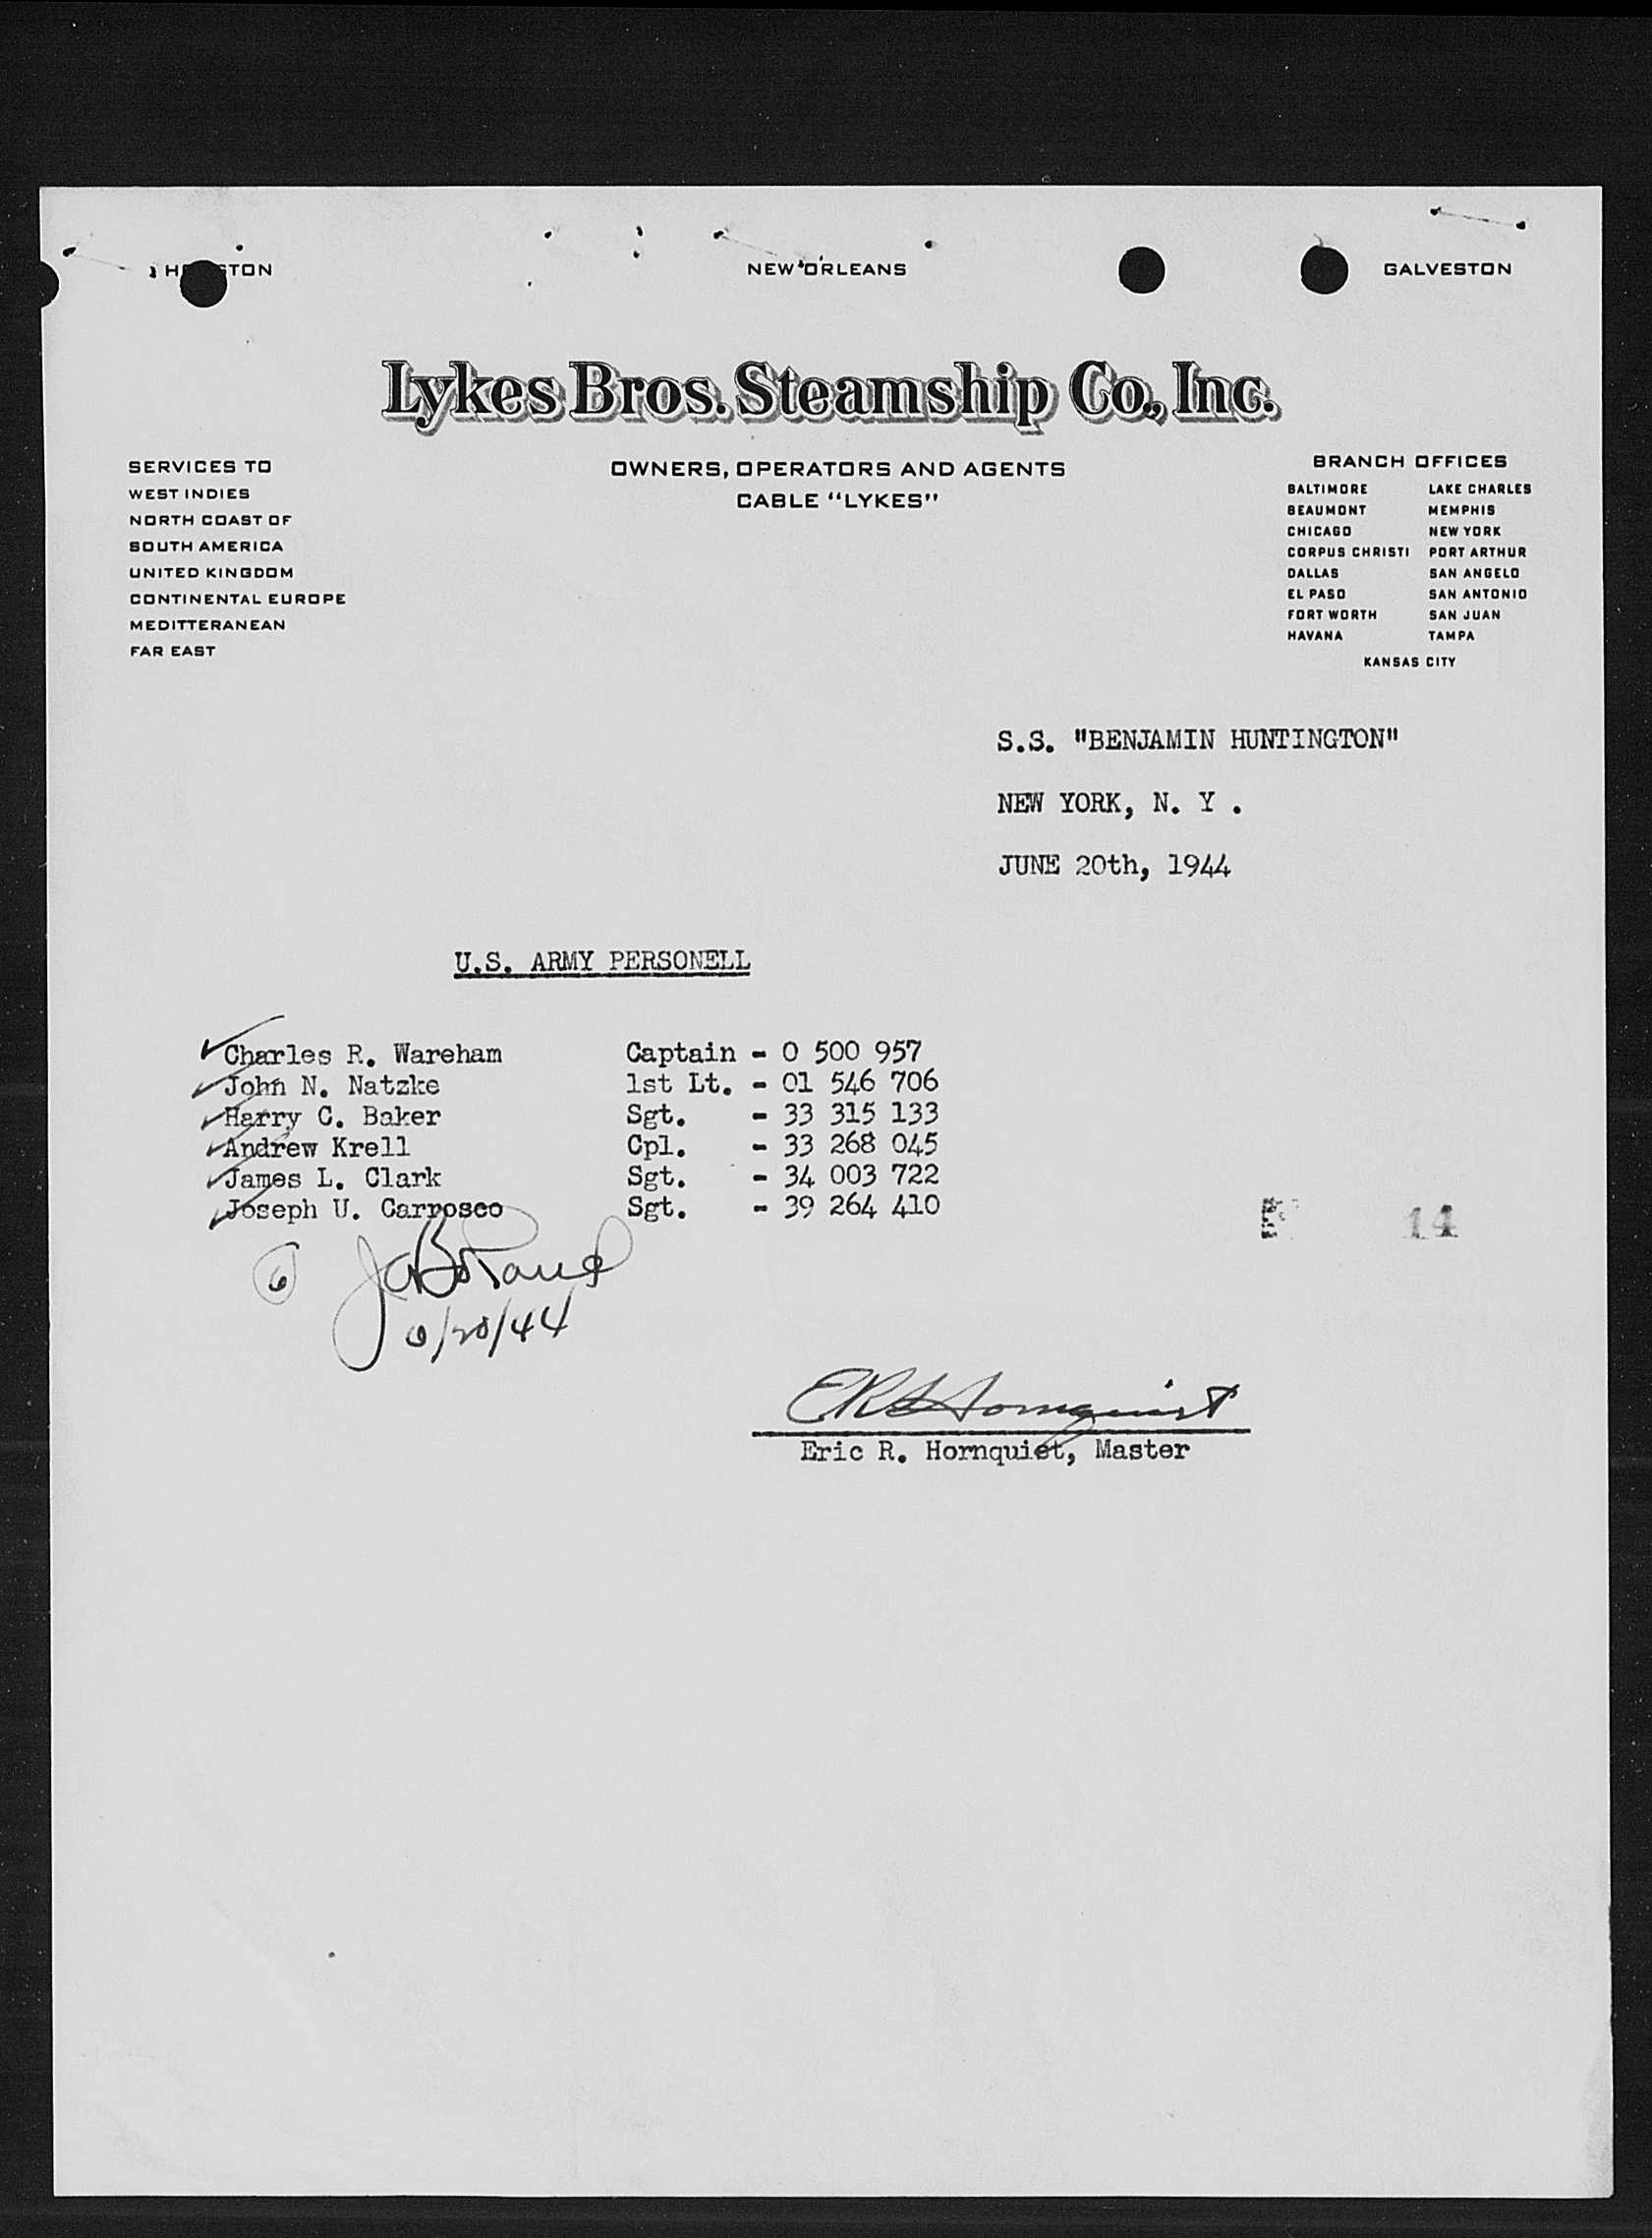 NEW ORLEANS
GALVESTON
Lykes Bros. Steamship Co., Inc.
OWNERS, OPERATORS AND AGENTS
CABLE "LYKES"
SERVICES TO
WEST INDIES
NORTH COAST OF
SOUTH AMERICA
UNITED KINGDOM
CONTINENTAL EUROPE
MEDITTERANEAN
FAR EAST
BRANCH OFFICES
BALTIMORE LAKE CHARLES
BEAUMONT MEMPHIS
CHICAGO NEW YORK
CORPUS CHRISTI PORT ARTHUR
DALLAS SAN ANGELO
EL PASO SAN ANTONIO
FORT WORTH SAN JUAN
HAVANA TAMPA
KANSAS CITY
S.S. "BENJAMIN HUNTINGTON"
NEW YORK, N. Y .
JUNE 20th, 1944
U.S. ARMY PERSONELL
Charles R. Wareham Captain - 0 500 957
John N. Natzke 1st Lt. - 01 546 706
Harry C. Baker Sgt. - 33 315 133
Andrew Krell Cpl. - 33 268 045
James L. Clark Sgt. - 34 003 722
Joseph U. Carrosco Sgt. - 39 264 410
14
6
6/20/44
ER Hornquist
Eric R. Hornquist, Master